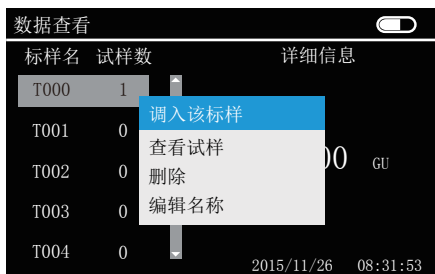 数据查看
标样名 试样数 详细信息
T000 1
调入该标样
T001 0
查看试样
00 GU
T002 0
删除
T003 0
编辑名称
T004 0
2015/11/26 08:31:53